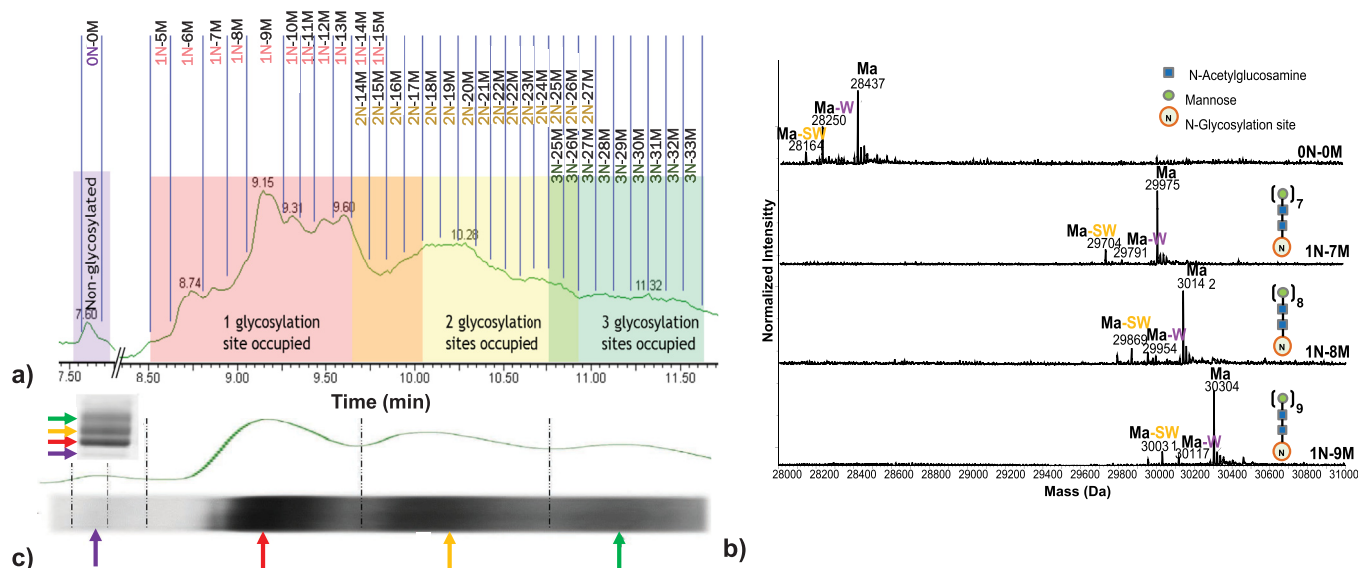 a)
0N-0M
1N-5M
1N-6M
1N-7M
1N-8M
1N-9M
1N-10M
1N-11M
1N-12M
1N-13M
1N-14M
1N-15M
2N-14M
2N-15M
2N-16M
2N-17M
2N-18M
2N-19M
2N-20M
2N-21M
2N-22M
2N-22M
2N-23M
2N-24M
2N-25M
2N-26M
2N-27M
3N-25M
3N-26M
3N-27M
3N-28M
3N-29M
3N-30M
3N-31M
3N-32M
3N-33M
Non-glycosylated
7.60
8.74
9.15
9.31
9.60
10.28
11.32
1 glycosylation
site occupied
2 glycosylation
sites occupied
3 glycosylation
sites occupied
7.50 8.50 9.00 9.50 10.00 10.50 11.00 11.50
Time (min)
c)
b)
Normalized Intensitty
Ma
28437
Ma-W
28250
Ma-SW
28164
N-Acetylglucosamine
Mannose
N N-Glycosylation site
0N-0M
Ma
29975
Ma-SW
29704
Ma-W
29791
7
N
1N-7M
Ma
3014 2
Ma-SW
29869
Ma-W
29954
8
N
1N-8M
Ma
30304
Ma-SW
3003 1
Ma-W
30117
9
N
1N-9M
28000 28200 28400 28600 28800 29000 29200 29400 29600 29800 30000 30200 30400 30600 30800 31000
Mass (Da)